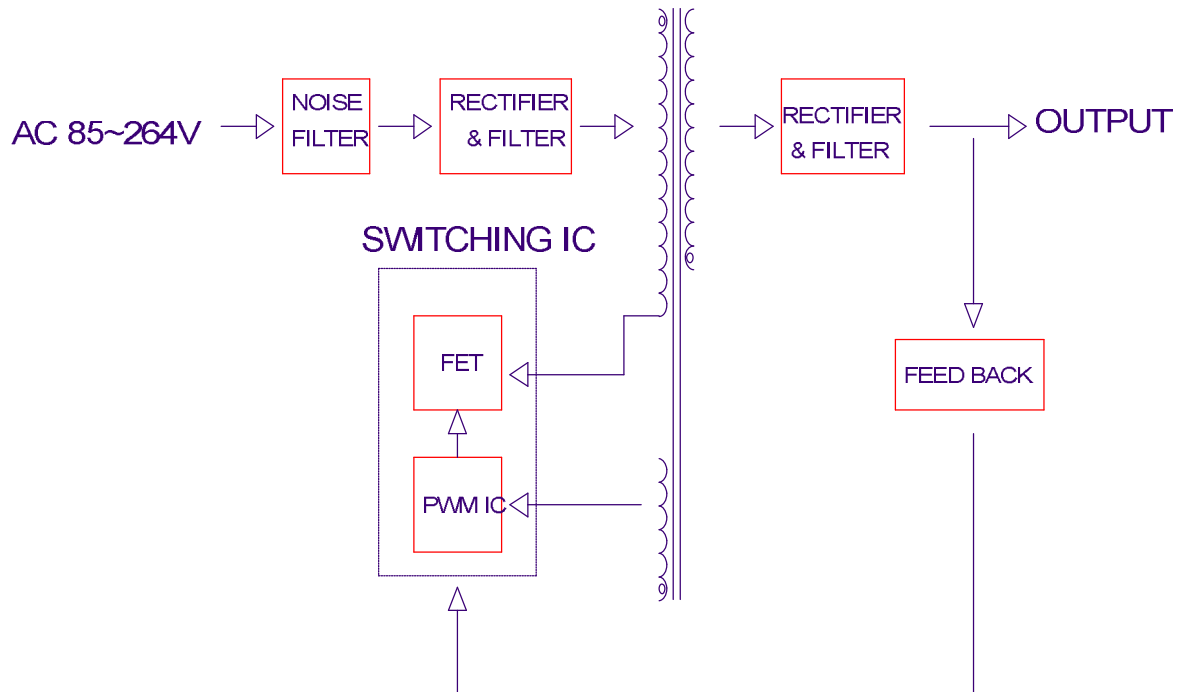 AC 85~264V
NOISE
FILTER
RECTIFIER
& FILTER
RECTIFIER
& FILTER
OUTPUT
SWITCHING IC
FET
PWM IC
FEED BACK